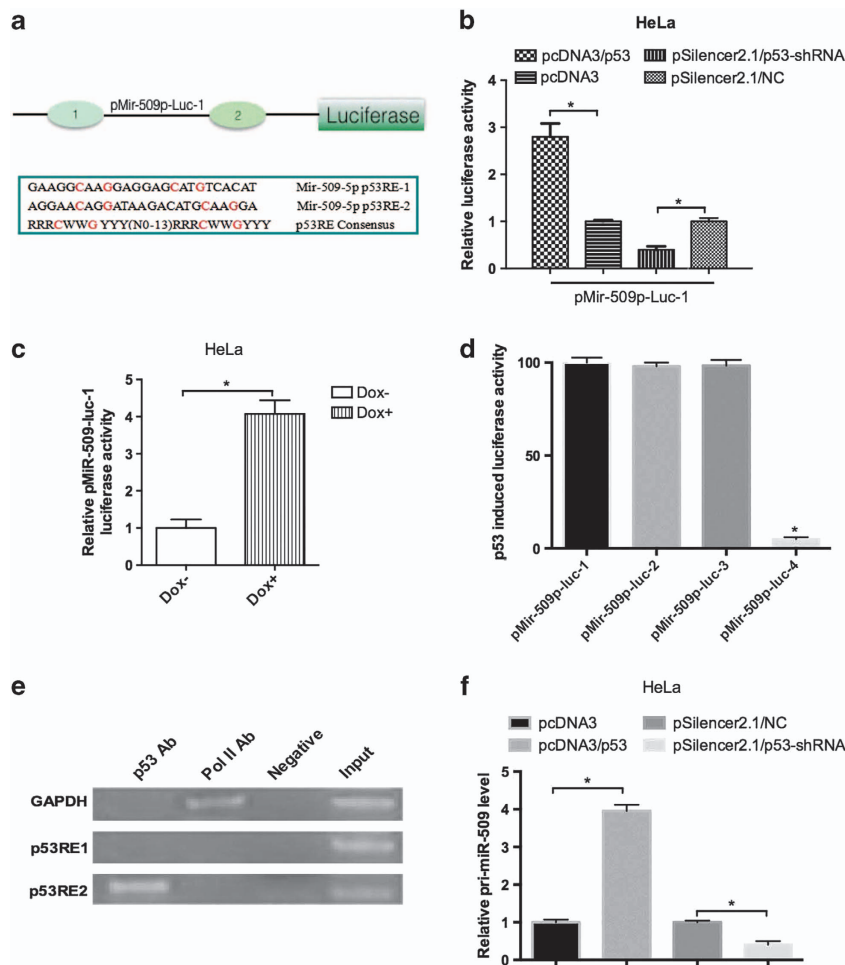 a
pMir-509p-Luc-1
1
2
Luciferase
GAAGGCAAGGAGGAGCATGTCACAT Mir-509-5p p53RE-1
AGGAACAGGATAAGACATGCAAGGA Mir-509-5p p53RE-2
RRRCWWG YYY(N0-13)RRRCWWGYYY p53RE Consensus
b
HeLa
pcDNA3/p53 pSilencer2.1/p53-shRNA
pcDNA3 pSilencer2.1/NC
Relative luciferase activity
4
3
2
1
0
*
*
pMir-509p-Luc-1
c
HeLa
Relative pMiR-509-luc-1
luciferase activity
5
4
3
2
1
0
*
Dox-
Dox+
Dox-
Dox+
d
p53 induced luciferase activity
100
50
0
*
pMir-509p-luc-1
pMir-509p-luc-2
pMir-509p-luc-3
pMir-509p-luc-4
e
p53 Ab
Pol II Ab
Negative
Input
GAPDH
p53RE1
p53RE2
f
HeLa
pcDNA3 pSilencer2.1/NC
pcDNA3/p53 pSilencer2.1/p53-shRNA
Relative pri-miR-509 level
5
4
3
2
1
*
*